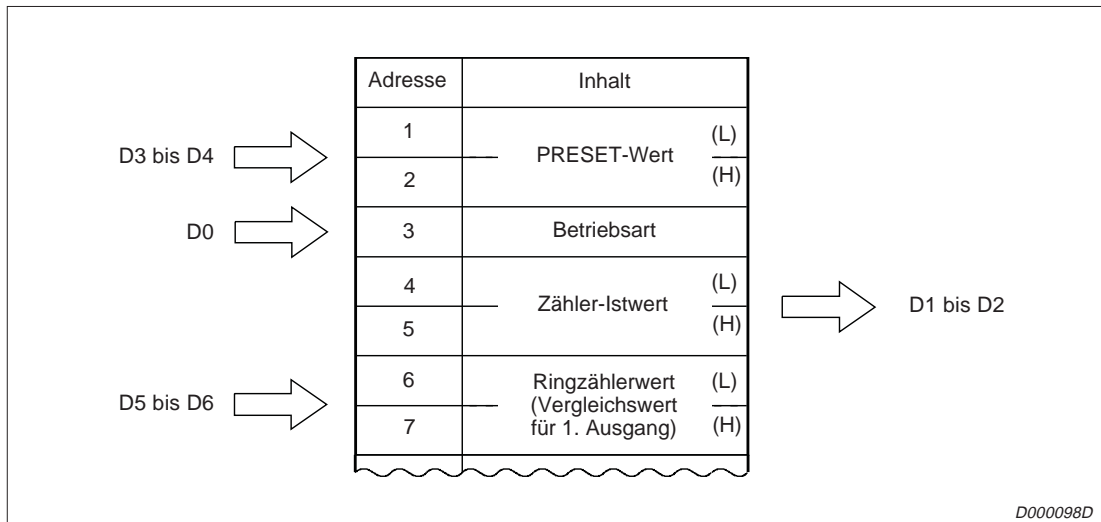 Adresse Inhalt
D3 bis D4
1 PRESET-Wert (L)
2 (H)
D0 3 Betriebsart
4 Zähler-Istwert (L)
5 (H)
D1 bis D2
D5 bis D6
6 Ringzählerwert (L)
(Vergleichswert
7 für 1. Ausgang) (H)
D000098D